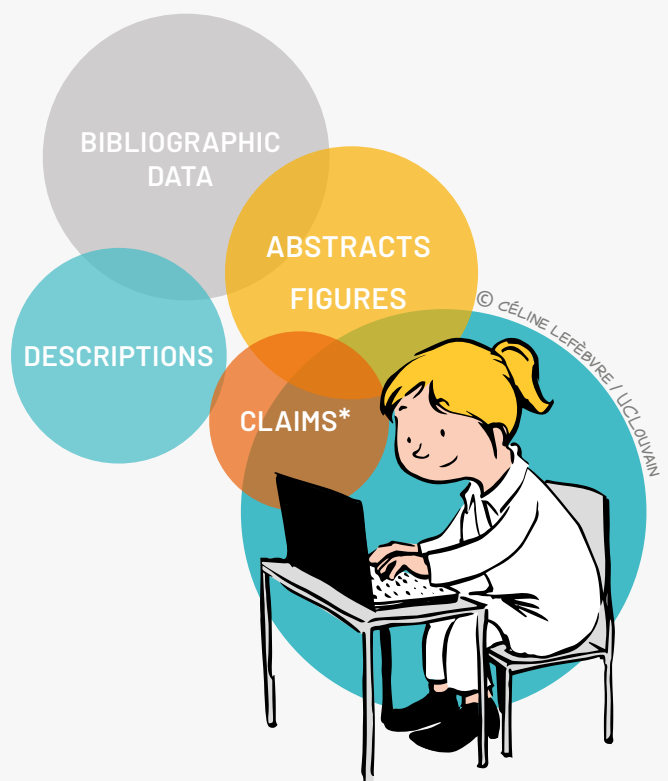 BIBLIOGRAPHIC
DATA
ABSTRACTS
FIGURES
DESCRIPTIONS
CLAIMS*
© CÉLINE LEFÈBVRE / UCLOUVAIN